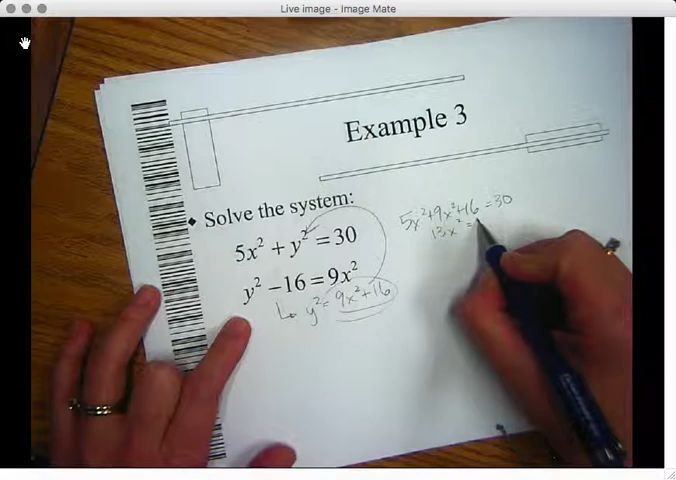 Live image - Image Mate
Example 3
◆ Solve the system:
5x² + y² = 30
y² − 16 = 9x²
y² = 9x² + 16
5x² + 9x² + 16 = 30
13x² =